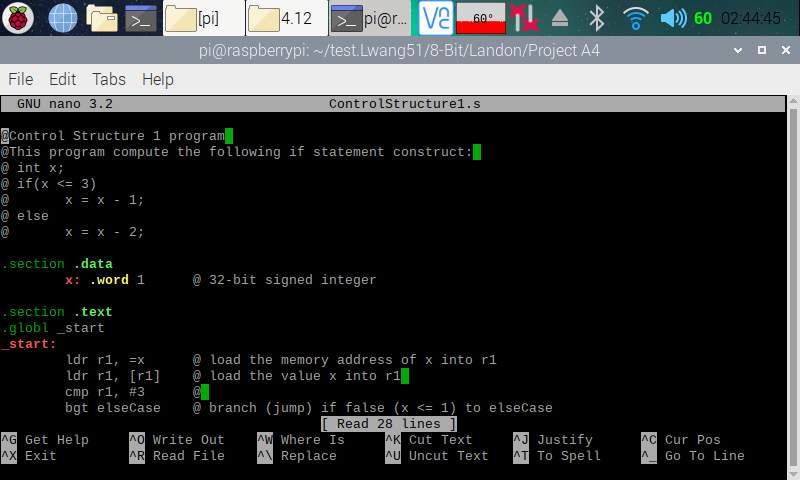 [pi] 4.12 pi@r... 60° 60 02:44:45
pi@raspberrypi: ~/test.Lwang51/8-Bit/Landon/Project A4
File Edit Tabs Help
GNU nano 3.2 ControlStructure1.s
@Control Structure 1 program
@This program compute the following if statement construct:
@ int x;
@ if(x <= 3)
@ x = x - 1;
@ else
@ x = x - 2;
.section .data
x: .word 1 @ 32-bit signed integer
.section .text
.globl _start
_start:
ldr r1, =x @ load the memory address of x into r1
ldr r1, [r1] @ load the value x into r1
cmp r1, #3 @
bgt elseCase @ branch (jump) if false (x <= 1) to elseCase
[ Read 28 lines ]
^G Get Help ^O Write Out ^W Where Is ^K Cut Text ^J Justify ^C Cur Pos
^X Exit ^R Read File ^\ Replace ^U Uncut Text ^T To Spell ^_ Go To Line